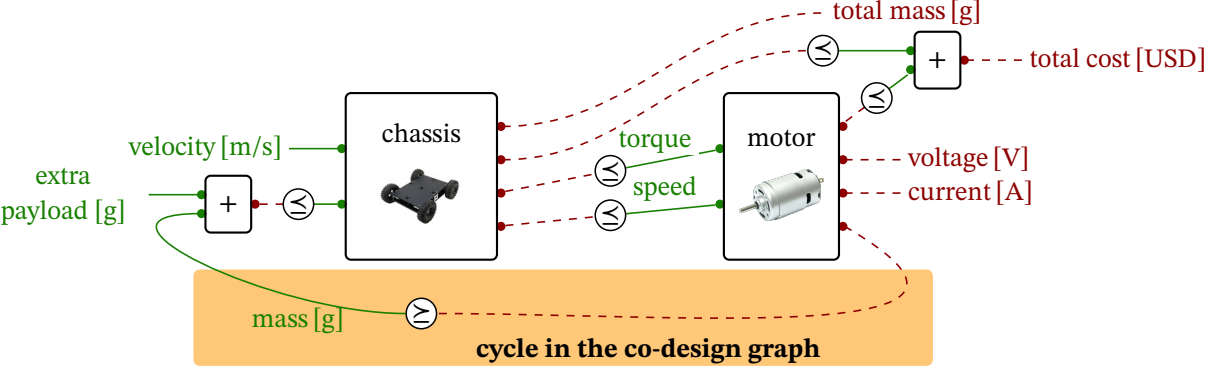 total mass [g]
⪯
+
total cost [USD]
⪯
chassis
torque
motor
velocity [m/s]
voltage [V]
⪯
extra
payload [g]
speed
current [A]
+
⪯
⪯
mass [g]
⪰
cycle in the co-design graph